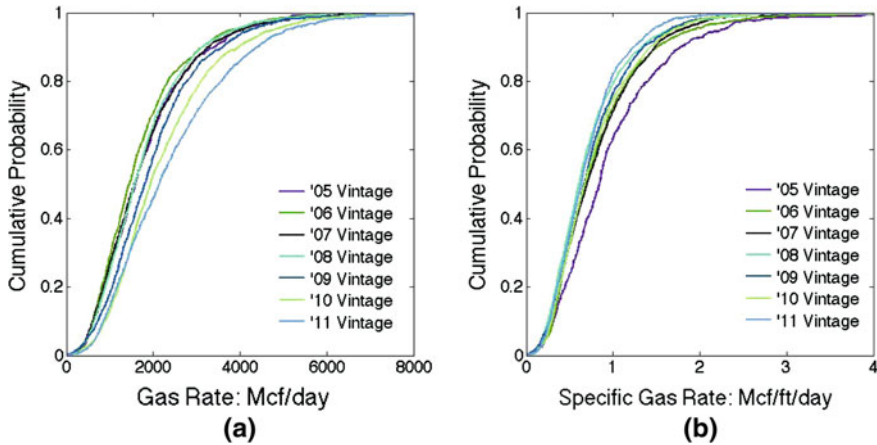 1
0.8
0.6
0.4
0.2
0
Cumulative Probability
'05 Vintage
'06 Vintage
'07 Vintage
'08 Vintage
'09 Vintage
'10 Vintage
'11 Vintage
0 2000 4000 6000 8000
Gas Rate: Mcf/day
(a)
1
0.8
0.6
0.4
0.2
0
Cumulative Probability
'05 Vintage
'06 Vintage
'07 Vintage
'08 Vintage
'09 Vintage
'10 Vintage
'11 Vintage
0 1 2 3 4
Specific Gas Rate: Mcf/ft/day
(b)